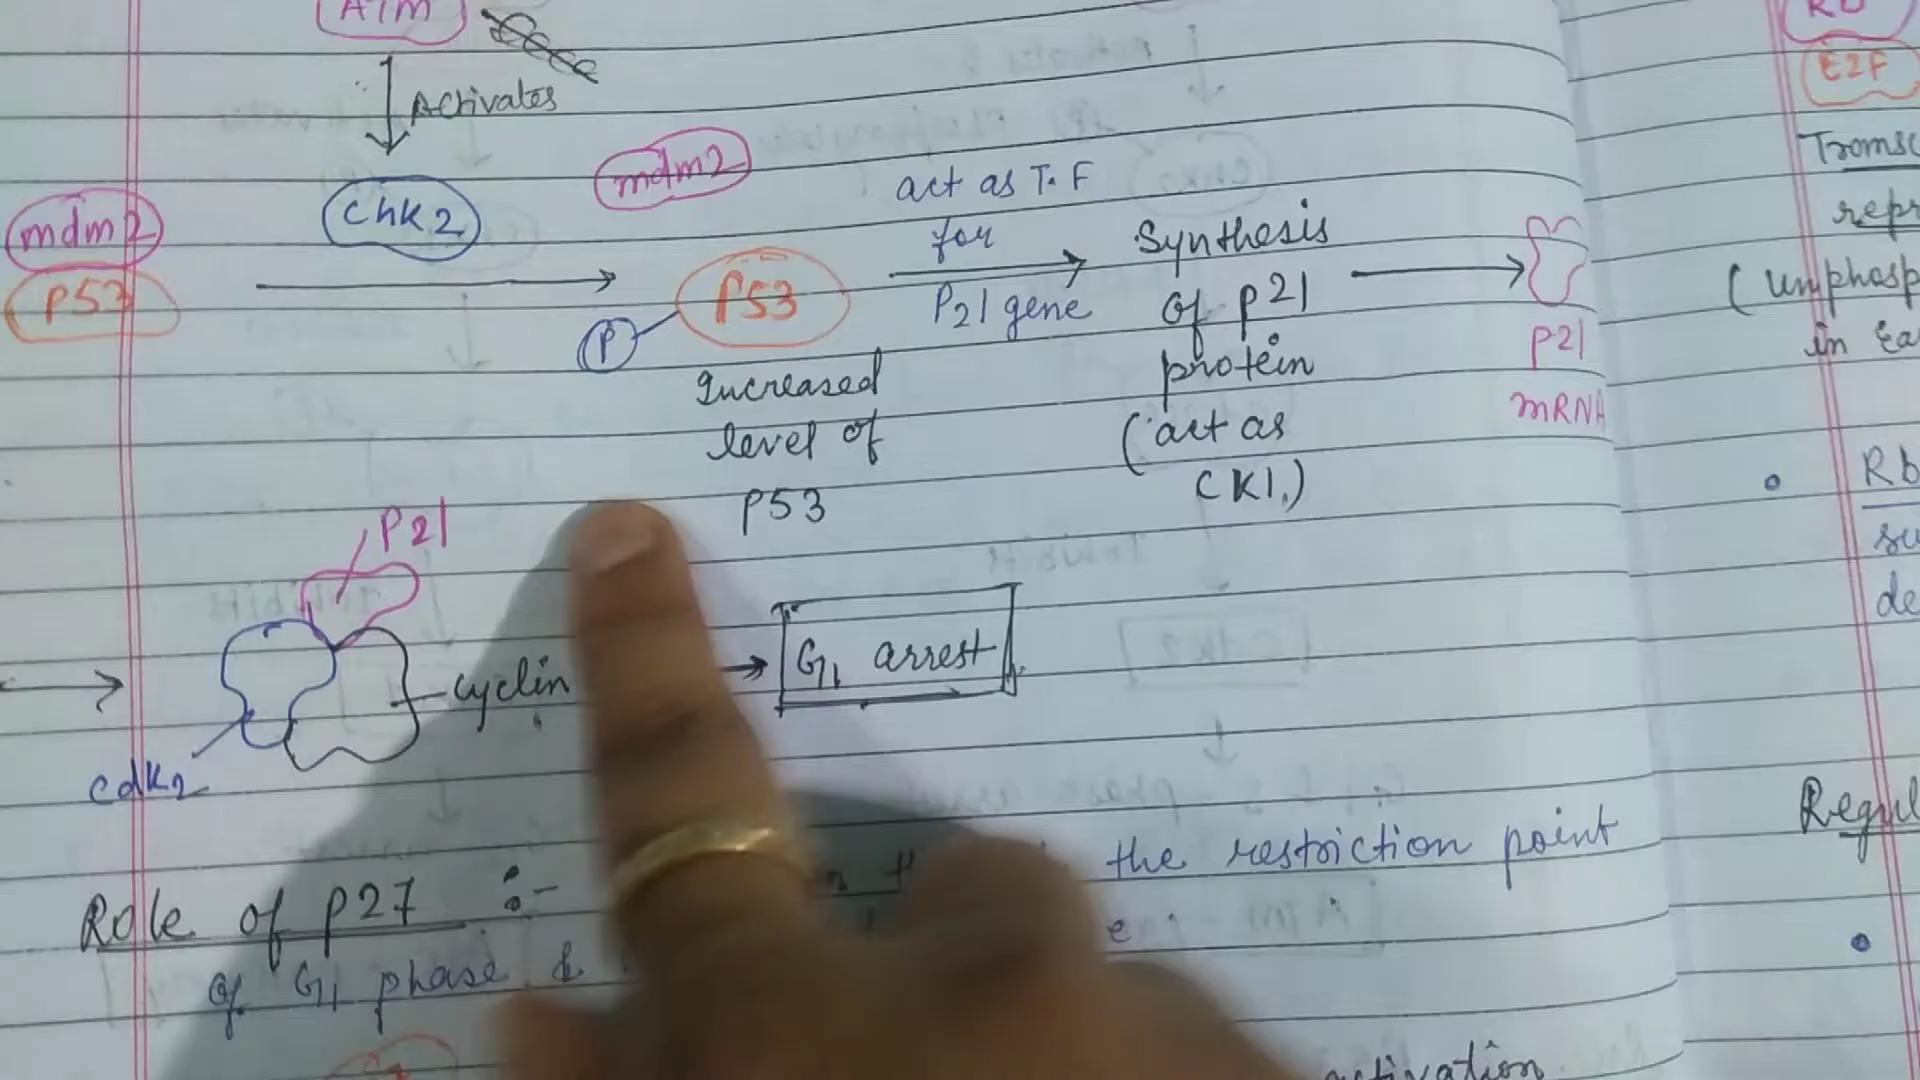 ATM
Activates
Chk2
mdm2
P53
mdm2
P53
P
Increased
level of
P53
act as T.F
for
P21 gene
Synthesis
of p21
protein
(act as
CKI.)
P21
mRNA
P21
cyclin
cdk2
G1 arrest
Role of P27 :- the restriction point
of G1 phase &
activation
Rb
E2F
Transc
repr
(unphosp
in Ea
Rb
su
de
Regul